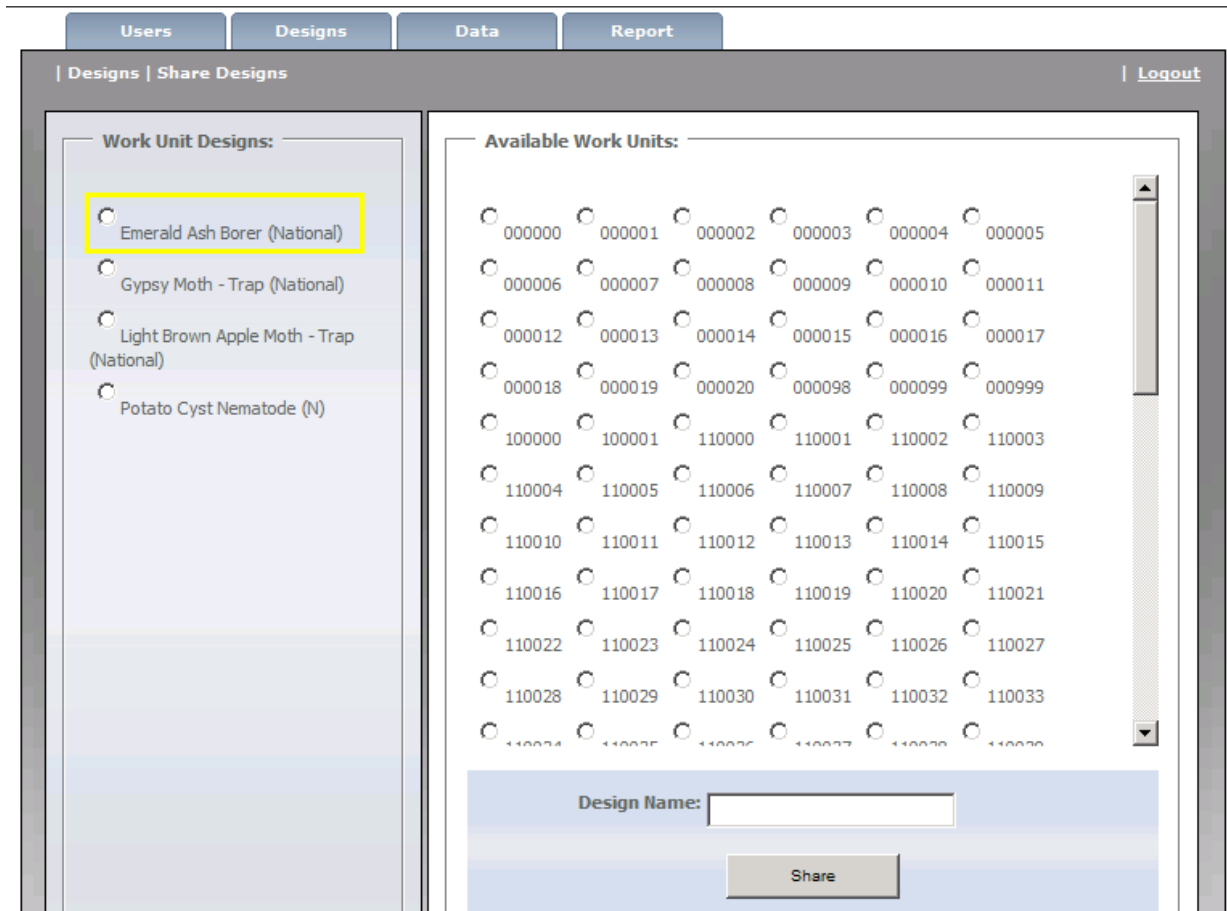 Users Designs Data Report
| Designs | Share Designs | Logout
Work Unit Designs:
Emerald Ash Borer (National)
Gypsy Moth - Trap (National)
Light Brown Apple Moth - Trap
(National)
Potato Cyst Nematode (N)
Available Work Units:
000000 000001 000002 000003 000004 000005
000006 000007 000008 000009 000010 000011
000012 000013 000014 000015 000016 000017
000018 000019 000020 000098 000099 000999
100000 100001 110000 110001 110002 110003
110004 110005 110006 110007 110008 110009
110010 110011 110012 110013 110014 110015
110016 110017 110018 110019 110020 110021
110022 110023 110024 110025 110026 110027
110028 110029 110030 110031 110032 110033
Design Name:
Share